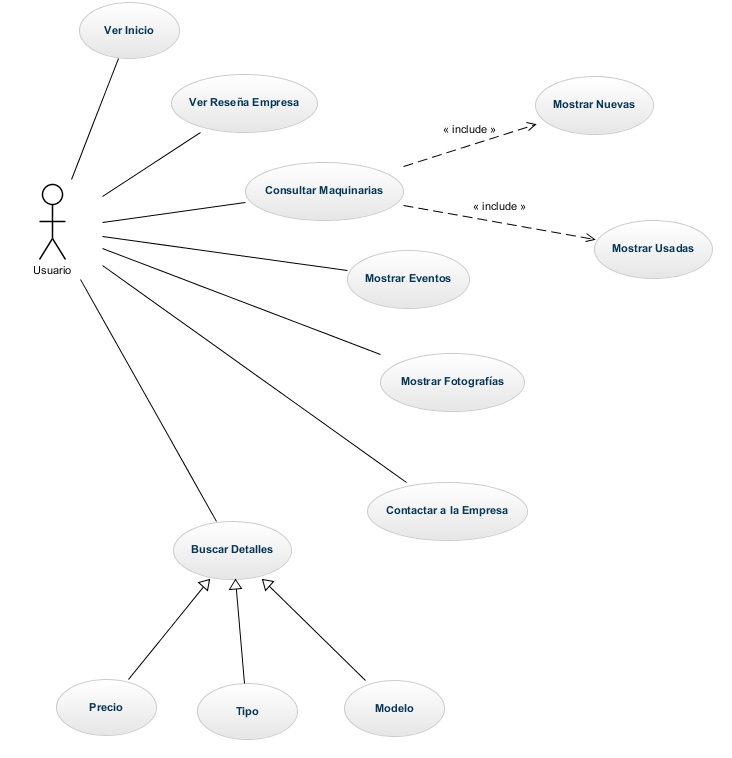 Ver Inicio
Ver Reseña Empresa
Mostrar Nuevas
« include »
Consultar Maquinarias
« include »
Mostrar Usadas
Usuario
Mostrar Eventos
Mostrar Fotografías
Contactar a la Empresa
Buscar Detalles
Precio
Tipo
Modelo